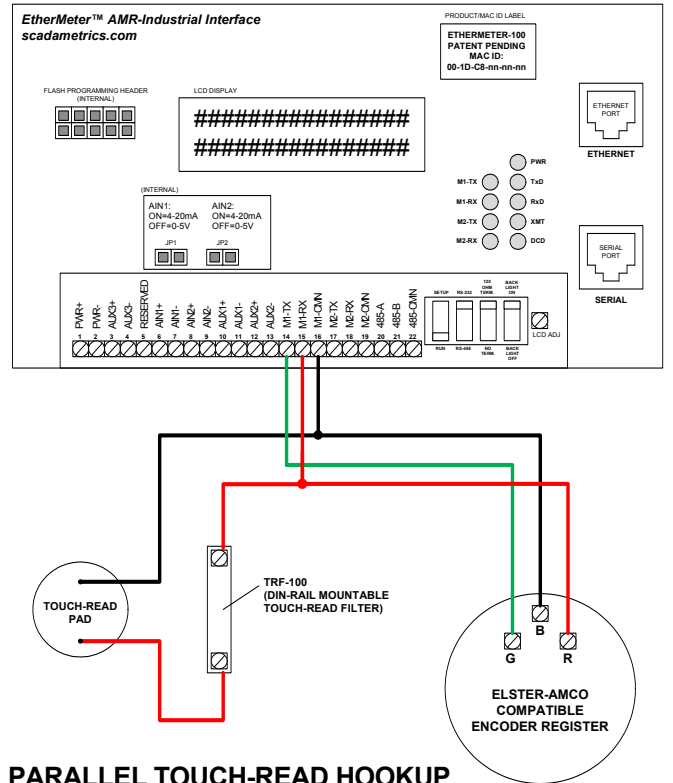 EtherMeter™ AMR-Industrial Interface
scadametrics.com
PRODUCT/MAC ID LABEL
ETHERMETER-100
PATENT PENDING
MAC ID:
00-1D-C8-nn-nn-nn
FLASH PROGRAMMING HEADER
(INTERNAL)
LCD DISPLAY
##################
##################
ETHERNET
PORT
ETHERNET
PWR
M1-TX TxD
M1-RX RxD
M2-TX XMT
M2-RX DCD
(INTERNAL)
AIN1:
ON=4-20mA
OFF=0-5V
AIN2:
ON=4-20mA
OFF=0-5V
JP1 JP2
SERIAL
PORT
SERIAL
PWR+ PWR- AUX3+ AUX3- RESERVED AIN1+ AIN1- AIN2+ AIN2- AUX1+ AUX1- AUX2+ AUX2- M1-TX M1-RX M1-CMN M2-TX M2-RX M2-CMN 485-A 485-B 485-CMN
1 2 3 4 5 6 7 8 9 10 11 12 13 14 15 16 17 18 19 20 21 22
SETUP RS-232 120 OHM TERM. BACK LIGHT ON
RUN RS-485 NO TERM. BACK LIGHT OFF
LCD ADJ
TRF-100
(DIN-RAIL MOUNTABLE
TOUCH-READ FILTER)
TOUCH-READ
PAD
B
G R
ELSTER-AMCO
COMPATIBLE
ENCODER REGISTER
PARALLEL TOUCH-READ HOOKUP